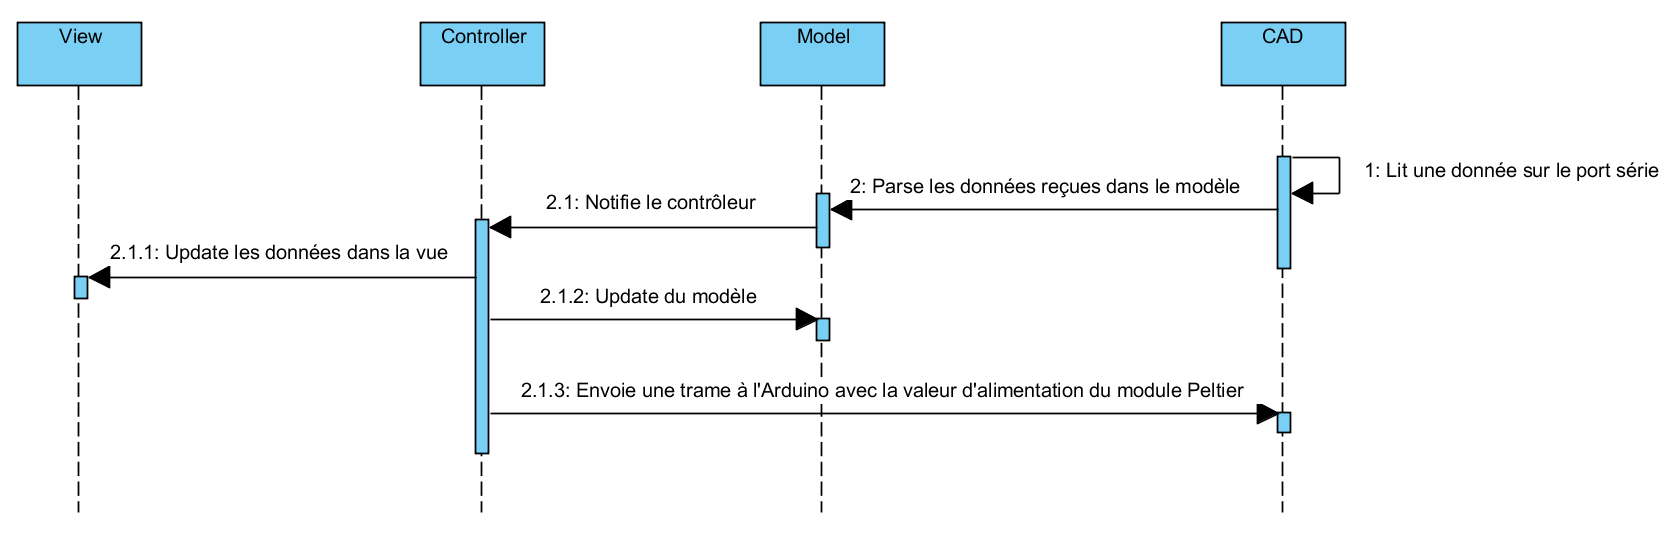 View
Controller
Model
CAD
1: Lit une donnée sur le port série
2: Parse les données reçues dans le modèle
2.1: Notifie le contrôleur
2.1.1: Update les données dans la vue
2.1.2: Update du modèle
2.1.3: Envoie une trame à l'Arduino avec la valeur d'alimentation du module Peltier